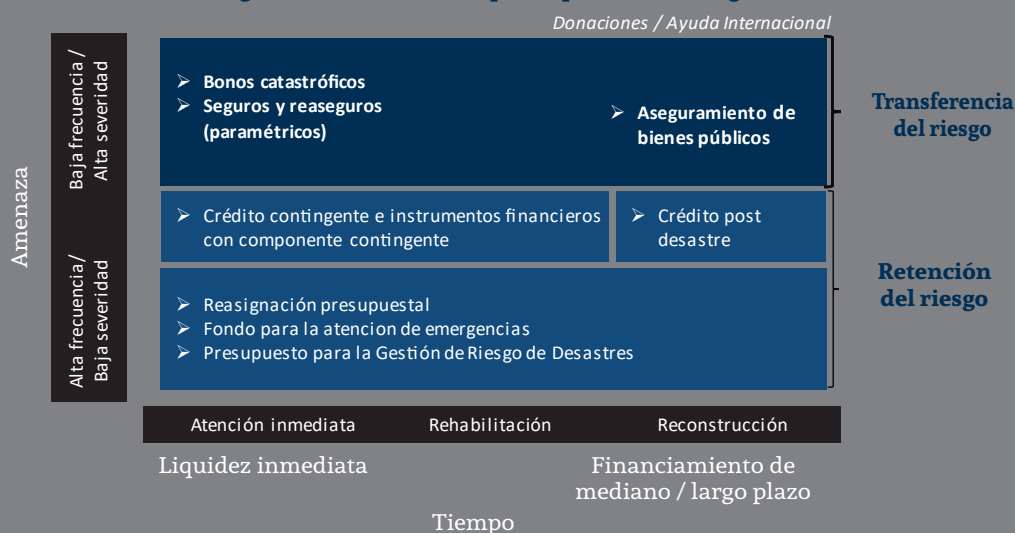 Donaciones / Ayuda Internacional
Amenaza
Baja frecuencia /
Alta severidad
Alta frecuencia/
Baja severidad
➢ Bonos catastróficos
➢ Seguros y reaseguros
(paramétricos)
➢ Aseguramiento de
bienes públicos
Transferencia
del riesgo
➢ Crédito contingente e instrumentos financieros
con componente contingente
➢ Crédito post
desastre
➢ Reasignación presupuestal
➢ Fondo para la atencion de emergencias
➢ Presupuesto para la Gestión de Riesgo de Desastres
Retención
del riesgo
Atención inmediata
Rehabilitación
Reconstrucción
Liquidez inmediata
Financiamiento de
mediano / largo plazo
Tiempo